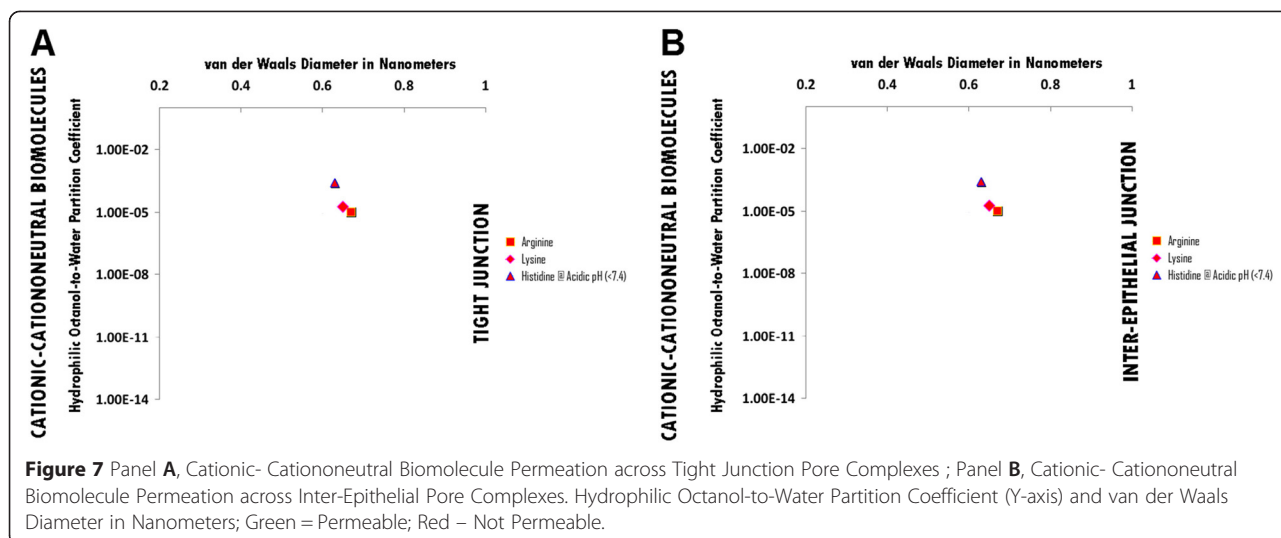 A
van der Waals Diameter in Nanometers
0.2 0.4 0.6 0.8 1
CATIONIC-CATIONONEUTRAL BIOMOLECULES
Hydrophilic Octanol-to-Water Partition Coefficient
1.00E-02
1.00E-05
1.00E-08
1.00E-11
1.00E-14
TIGHT JUNCTION
Arginine
Lysine
Histidine @ Acidic pH (<7.4)
B
van der Waals Diameter in Nanometers
0.2 0.4 0.6 0.8 1
CATIONIC-CATIONONEUTRAL BIOMOLECULES
Hydrophilic Octanol-to-Water Partition Coefficient
1.00E-02
1.00E-05
1.00E-08
1.00E-11
1.00E-14
INTER-EPITHELIAL JUNCTION
Arginine
Lysine
Histidine @ Acidic pH (<7.4)
Figure 7 Panel A, Cationic- Cationoneutral Biomolecule Permeation across Tight Junction Pore Complexes ; Panel B, Cationic- Cationoneutral
Biomolecule Permeation across Inter-Epithelial Pore Complexes. Hydrophilic Octanol-to-Water Partition Coefficient (Y-axis) and van der Waals
Diameter in Nanometers; Green = Permeable; Red – Not Permeable.